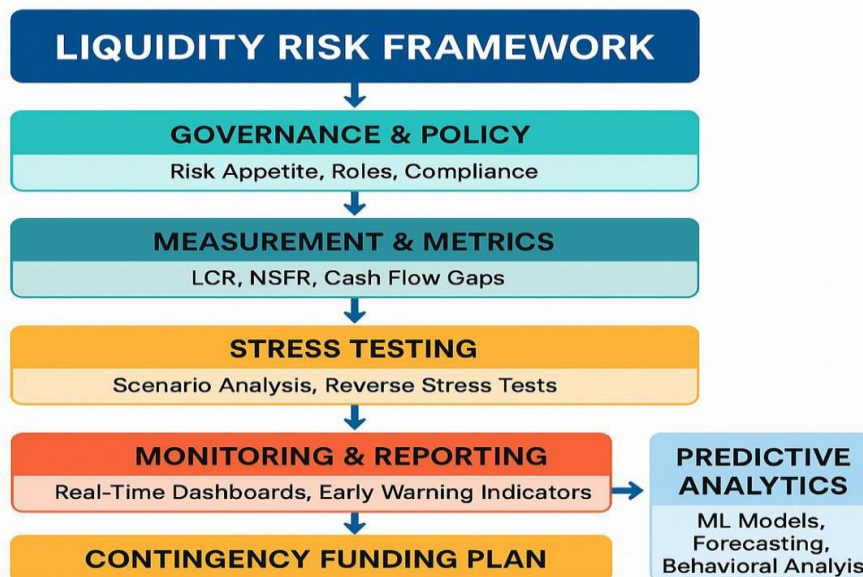 LIQUIDITY RISK FRAMEWORK
GOVERNANCE & POLICY
Risk Appetite, Roles, Compliance
MEASUREMENT & METRICS
LCR, NSFR, Cash Flow Gaps
STRESS TESTING
Scenario Analysis, Reverse Stress Tests
MONITORING & REPORTING
Real-Time Dashboards, Early Warning Indicators
CONTINGENCY FUNDING PLAN
PREDICTIVE
ANALYTICS
ML Models,
Forecasting,
Behavioral Analyis